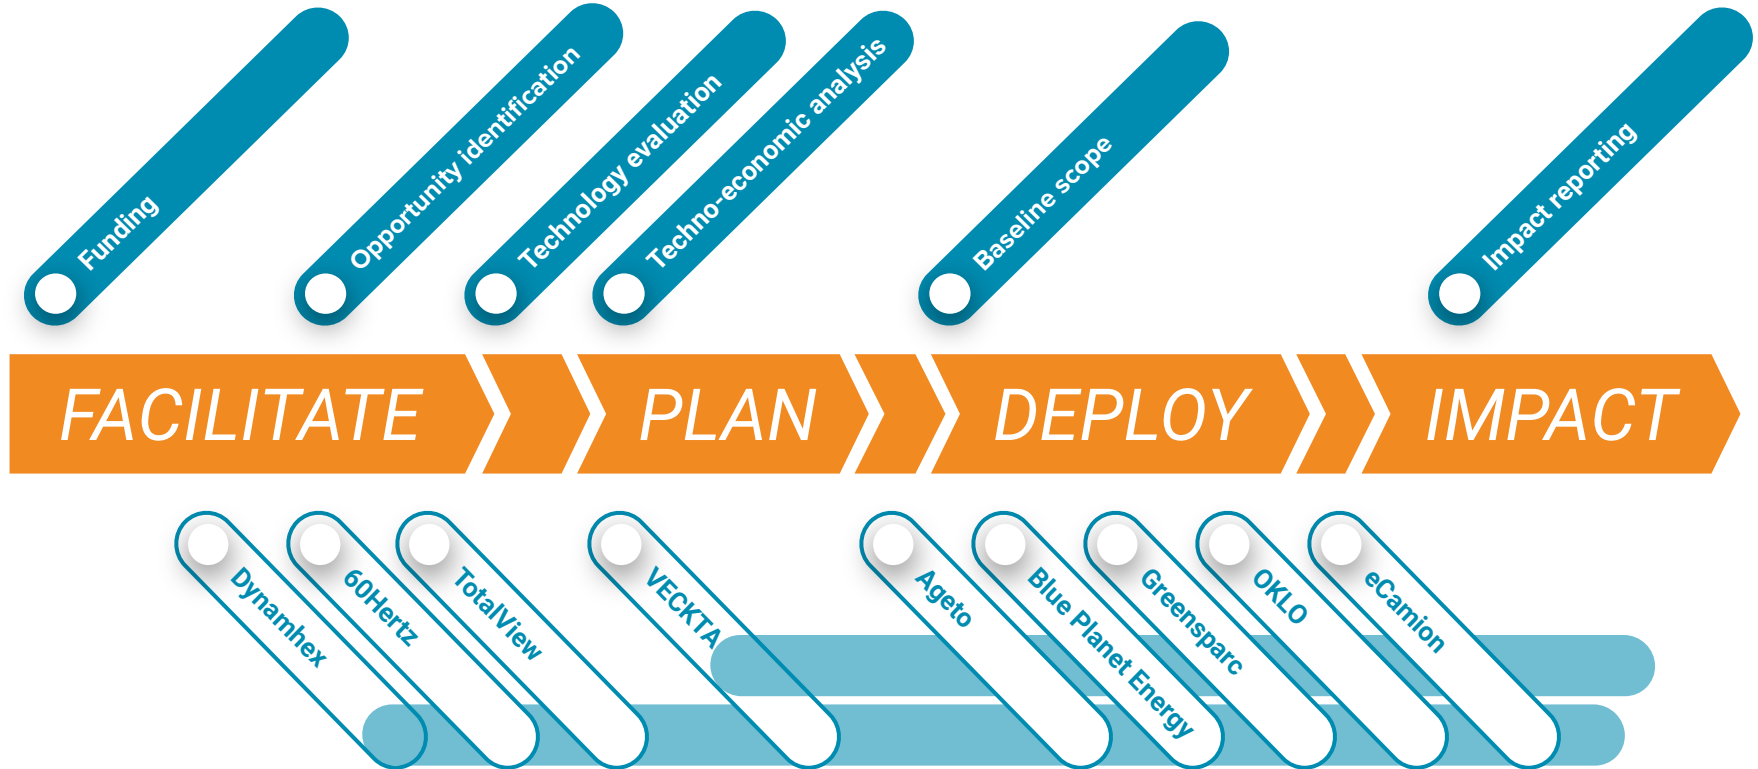 Funding
Opportunity identification
Technology evaluation
Techno-economic analysis
Baseline scope
Impact reporting
FACILITATE
PLAN
DEPLOY
IMPACT
Dynamhex
60Hertz
TotalView
VECKTA
Ageto
Blue Planet Energy
Greensparc
OKLO
eCamion